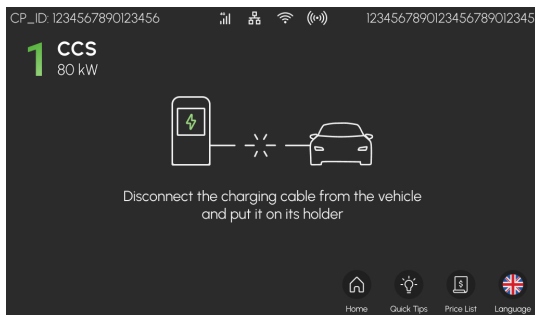 CP_ID: 1234567890123456
1234567890123456789012345
1 CCS
80 kW
Disconnect the charging cable from the vehicle
and put it on its holder
Home
Quick Tips
Price List
Language